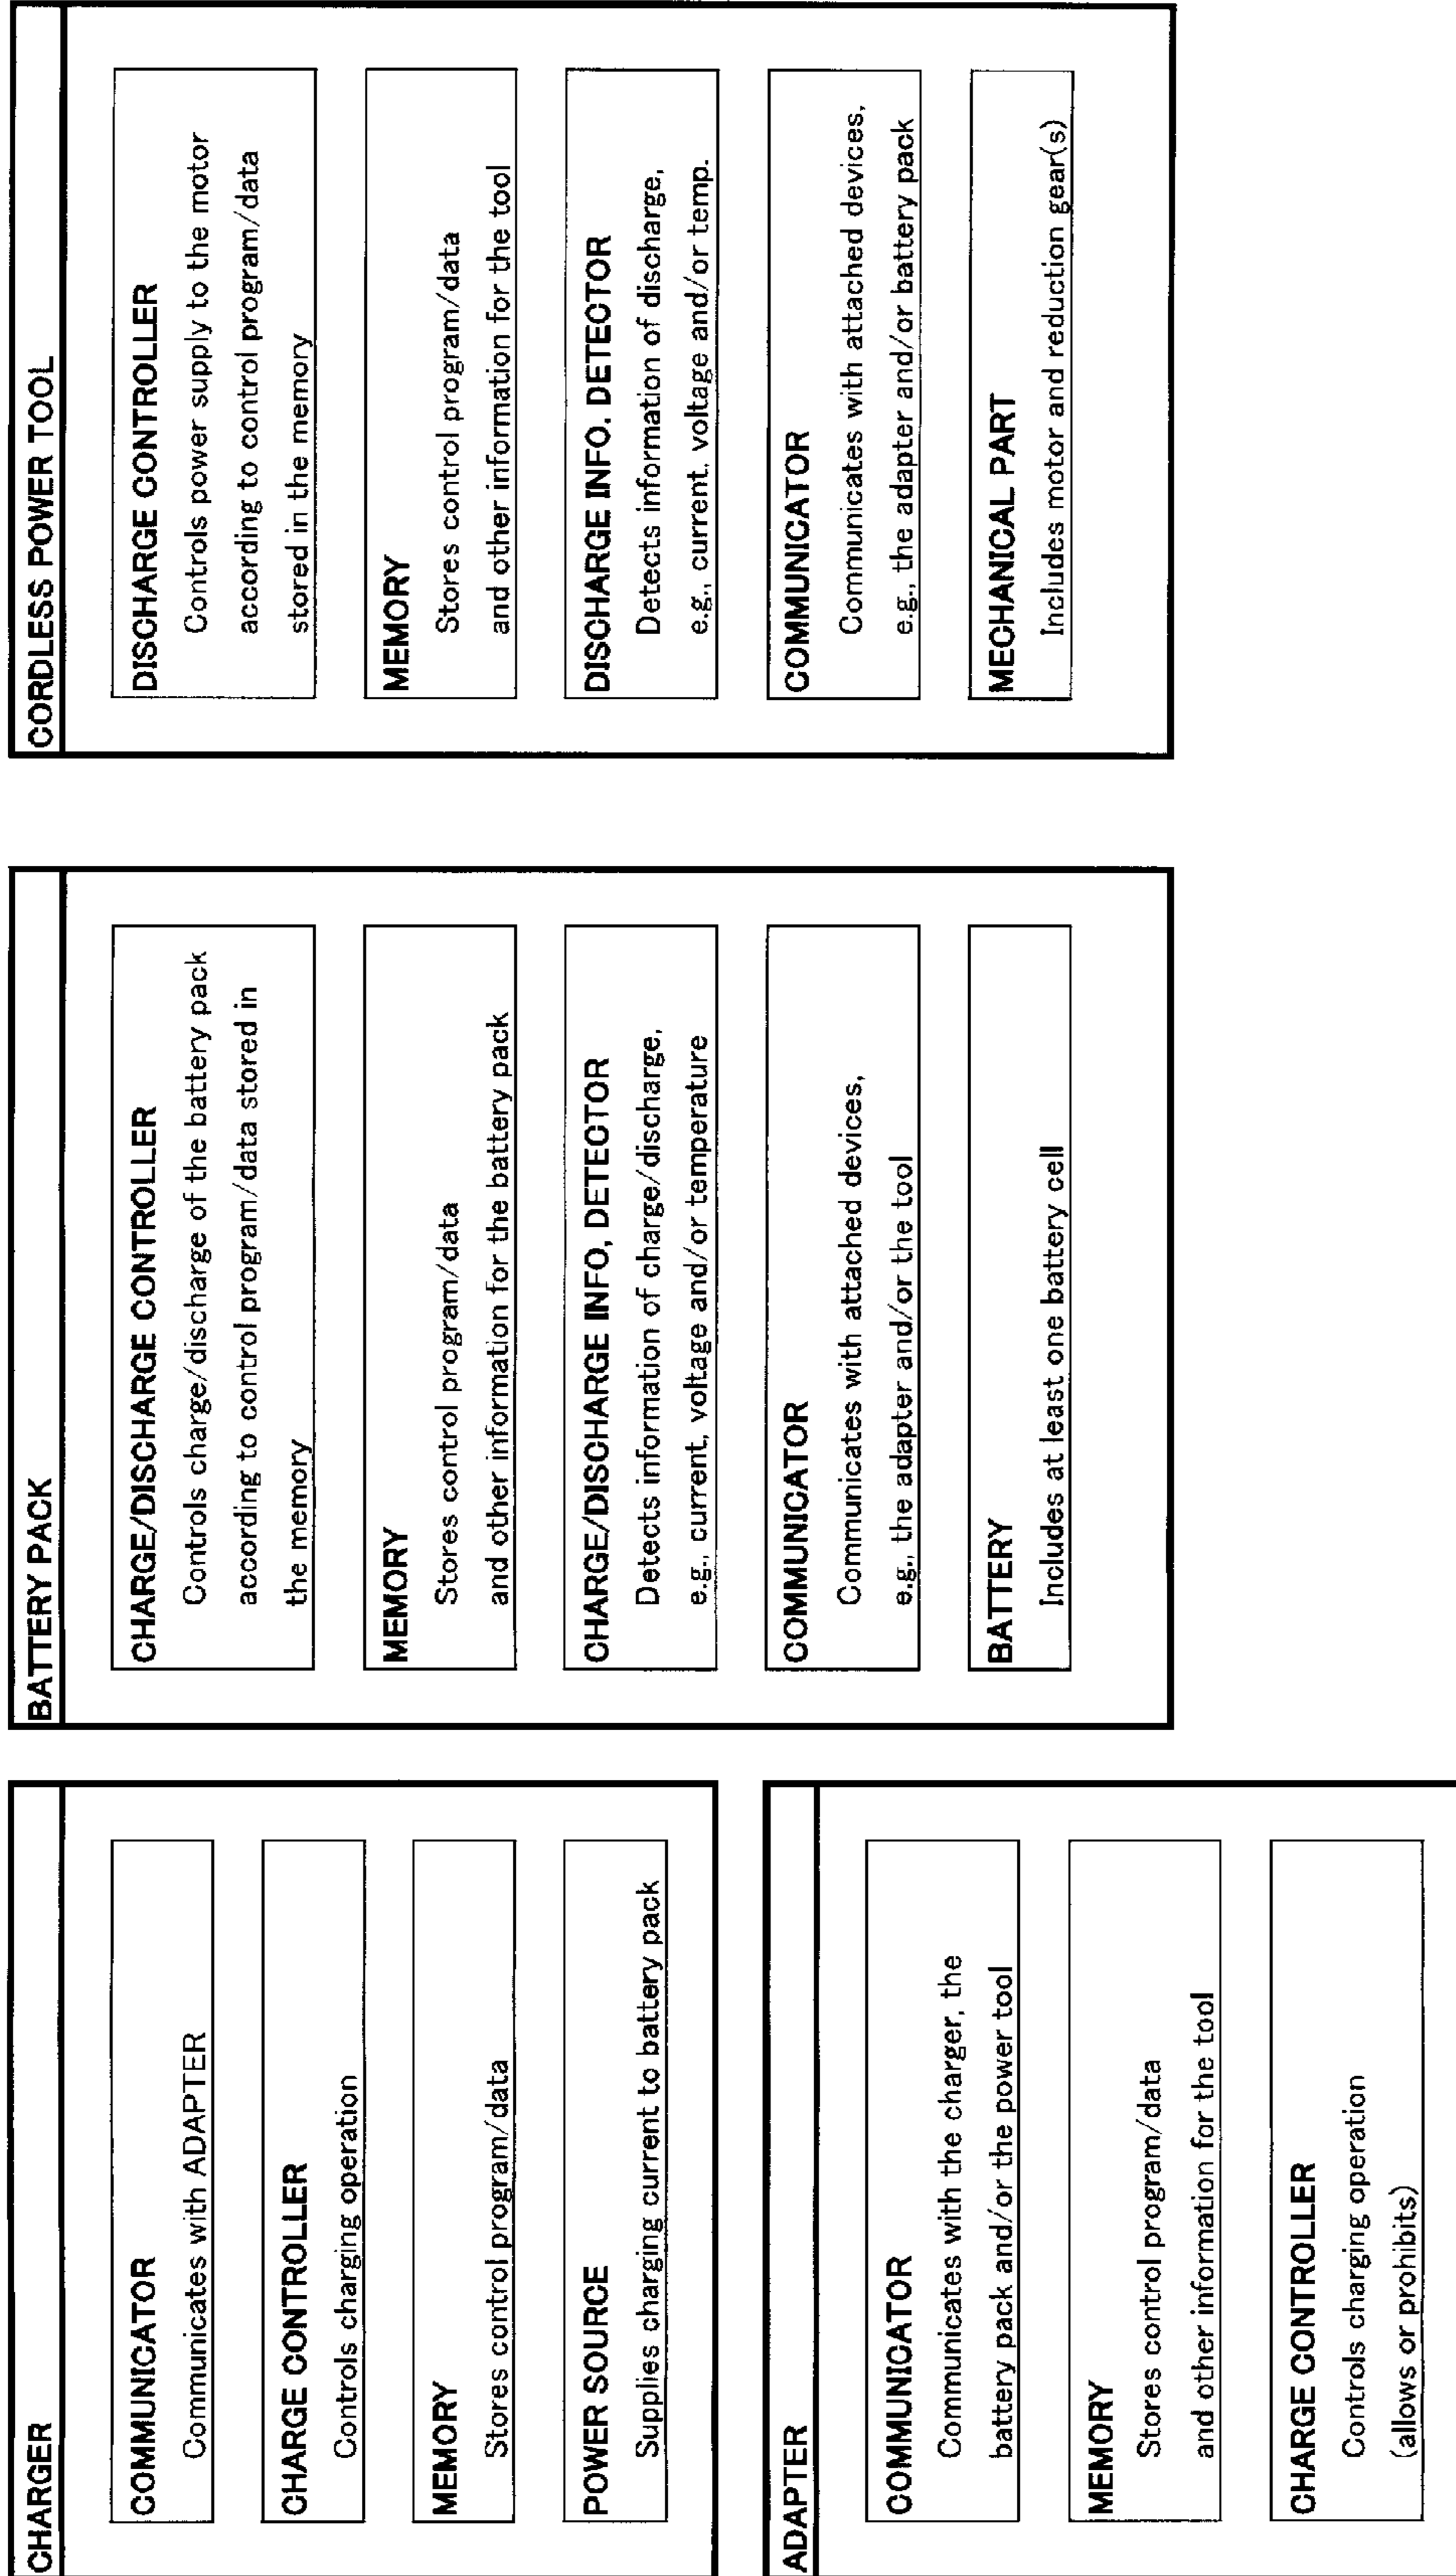 CHARGER
COMMUNICATOR
Communicates with ADAPTER
CHARGE CONTROLLER
Controls charging operation
MEMORY
Stores control program/data
POWER SOURCE
Supplies charging current to battery pack
ADAPTER
COMMUNICATOR
Communicates with the charger, the
battery pack and/or the power tool
MEMORY
Stores control program/data
and other information for the tool
CHARGE CONTROLLER
Controls charging operation
(allows or prohibits)
BATTERY PACK
CHARGE/DISCHARGE CONTROLLER
Controls charge/discharge of the battery pack
according to control program/data stored in
the memory
MEMORY
Stores control program/data
and other information for the battery pack
CHARGE/DISCHARGE INFO, DETECTOR
Detects information of charge/discharge,
e.g., current, voltage and/or temperature
COMMUNICATOR
Communicates with attached devices,
e.g., the adapter and/or the tool
BATTERY
Includes at least one battery cell
CORDLESS POWER TOOL
DISCHARGE CONTROLLER
Controls power supply to the motor
according to control program/data
stored in the memory
MEMORY
Stores control program/data
and other information for the tool
DISCHARGE INFO. DETECTOR
Detects information of discharge,
e.g., current, voltage and/or temp.
COMMUNICATOR
Communicates with attached devices,
e.g., the adapter and/or battery pack
MECHANICAL PART
Includes motor and reduction gear(s)